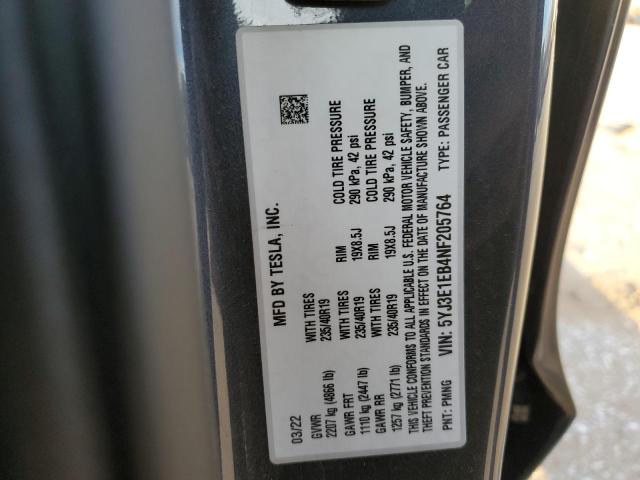 MFD BY TESLA, INC.
03/22
GVWR WITH TIRES RIM COLD TIRE PRESSURE
2207 kg (4866 lb) 235/40R19 19X8.5J 290 kPa, 42 psi
GAWR FRT WITH TIRES RIM COLD TIRE PRESSURE
1110 kg (2447 lb) 235/40R19 19X8.5J 290 kPa, 42 psi
GAWR RR
1257 kg (2771 lb) 235/40R19
THIS VEHICLE CONFORMS TO ALL APPLICABLE U.S. FEDERAL MOTOR VEHICLE SAFETY, BUMPER, AND
THEFT PREVENTION STANDARDS IN EFFECT ON THE DATE OF MANUFACTURE SHOWN ABOVE.
PNT: PMNG VIN: 5YJ3E1EB4NF205764 TYPE: PASSENGER CAR